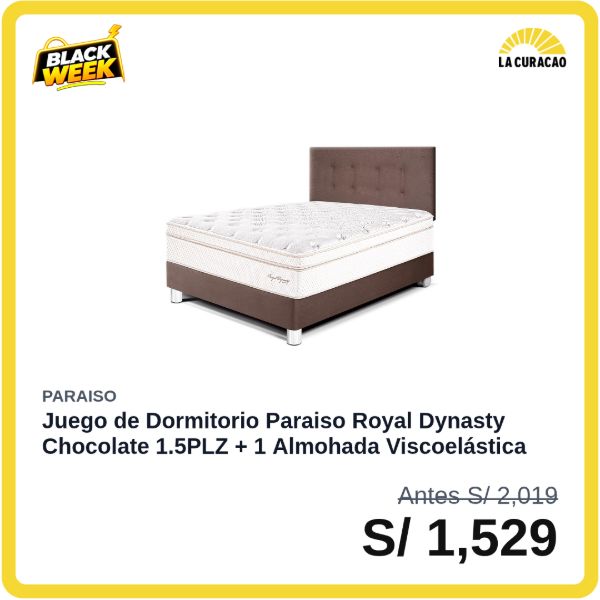 BLACK
WEEK
LA CURACAO
PARAISO
Juego de Dormitorio Paraiso Royal Dynasty
Chocolate 1.5PLZ + 1 Almohada Viscoelástica
Antes S/ 2,019
S/ 1,529